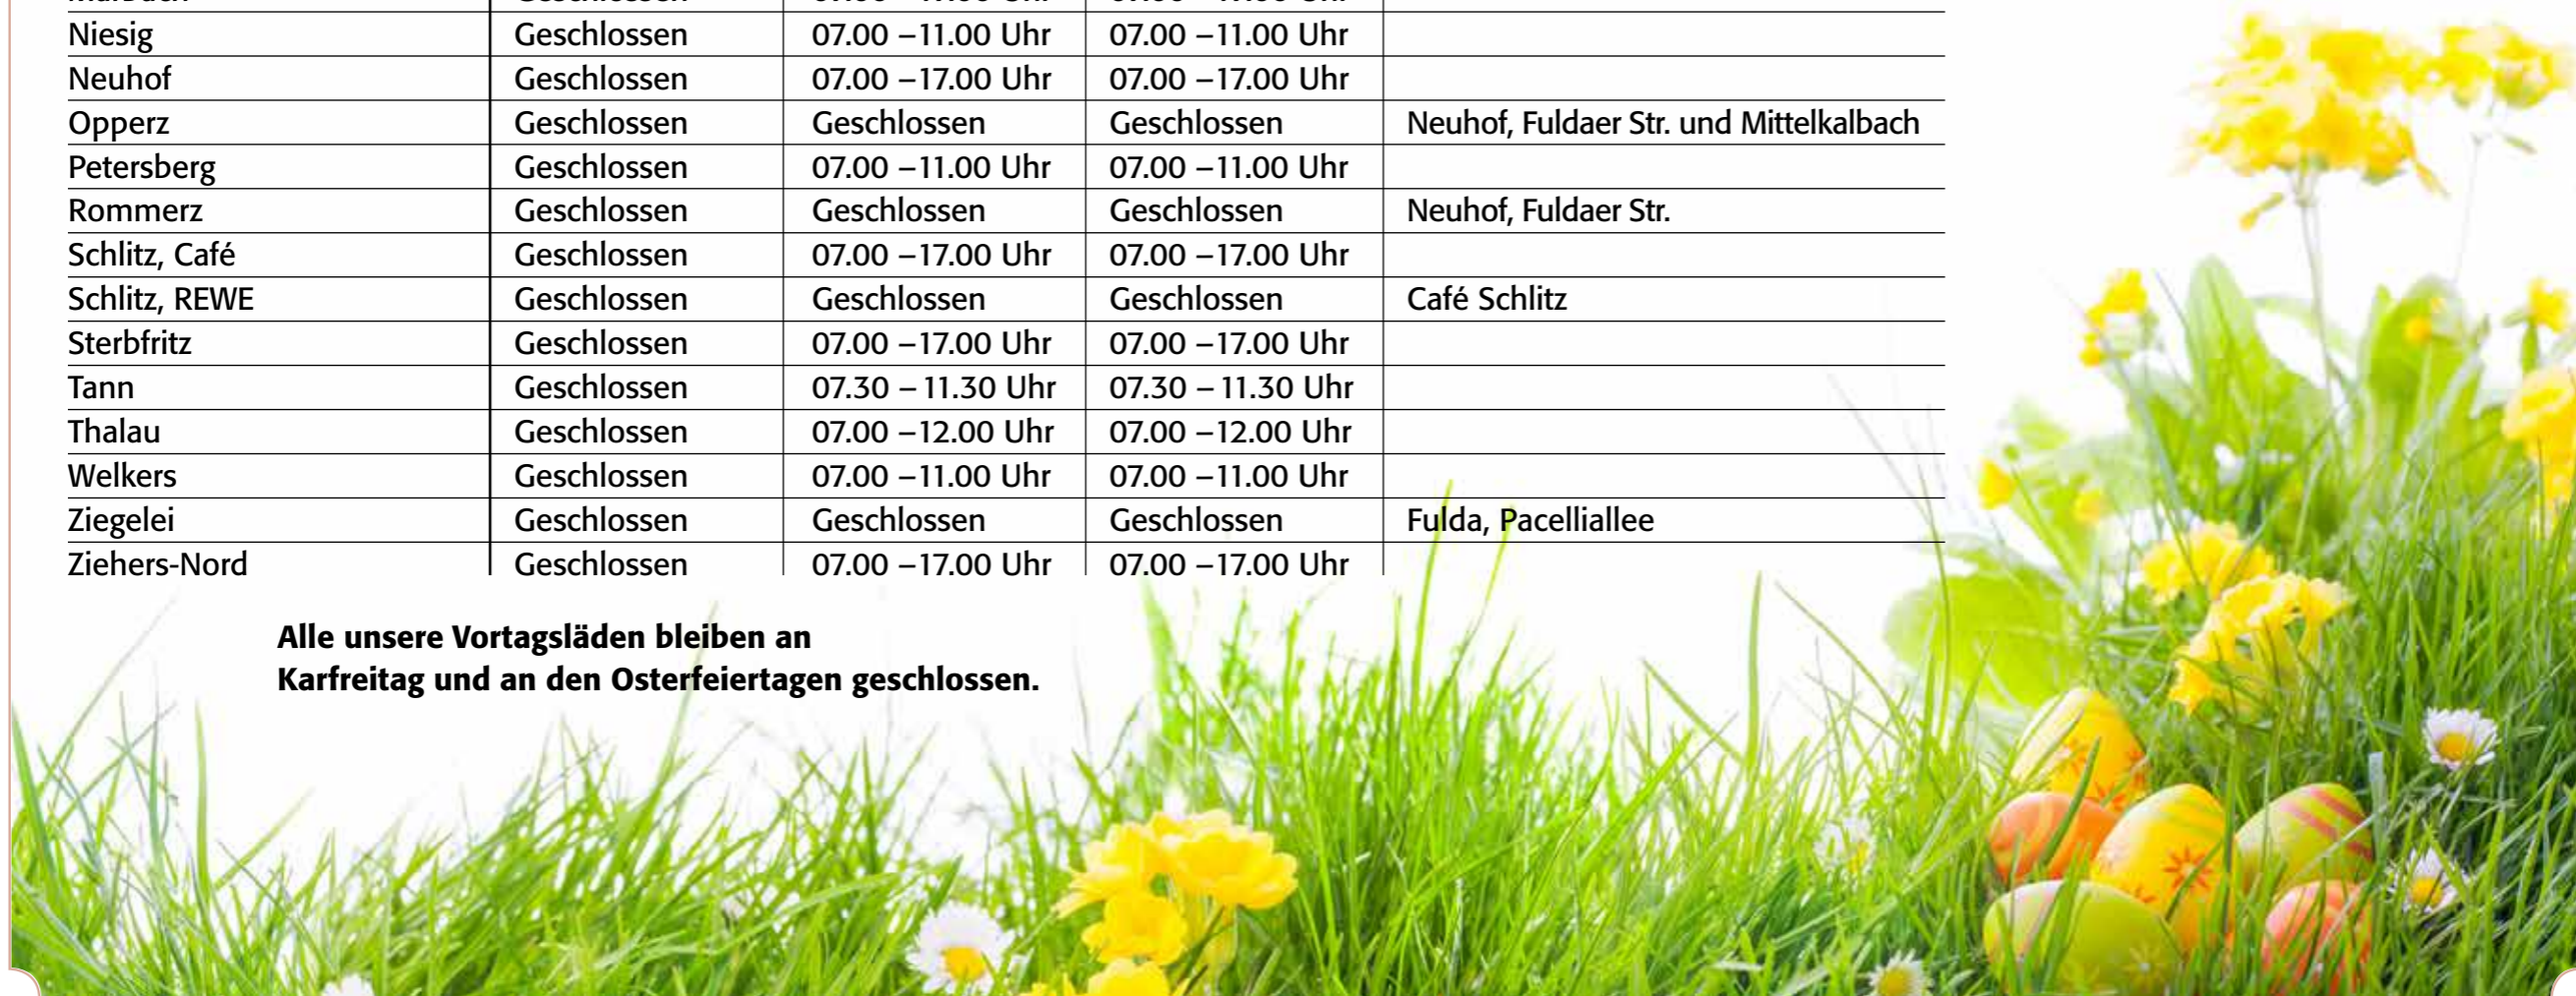 Niesig Geschlossen 07.00 –11.00 Uhr 07.00 –11.00 Uhr
Neuhof Geschlossen 07.00 –17.00 Uhr 07.00 –17.00 Uhr
Opperz Geschlossen Geschlossen Geschlossen Neuhof, Fuldaer Str. und Mittelkalbach
Petersberg Geschlossen 07.00 –11.00 Uhr 07.00 –11.00 Uhr
Rommerz Geschlossen Geschlossen Geschlossen Neuhof, Fuldaer Str.
Schlitz, Café Geschlossen 07.00 –17.00 Uhr 07.00 –17.00 Uhr
Schlitz, REWE Geschlossen Geschlossen Geschlossen Café Schlitz
Sterbfritz Geschlossen 07.00 –17.00 Uhr 07.00 –17.00 Uhr
Tann Geschlossen 07.30 – 11.30 Uhr 07.30 – 11.30 Uhr
Thalau Geschlossen 07.00 –12.00 Uhr 07.00 –12.00 Uhr
Welkers Geschlossen 07.00 –11.00 Uhr 07.00 –11.00 Uhr
Ziegelei Geschlossen Geschlossen Geschlossen Fulda, Pacelliallee
Ziehers-Nord Geschlossen 07.00 –17.00 Uhr 07.00 –17.00 Uhr
Alle unsere Vortagsläden bleiben an
Karfreitag und an den Osterfeiertagen geschlossen.